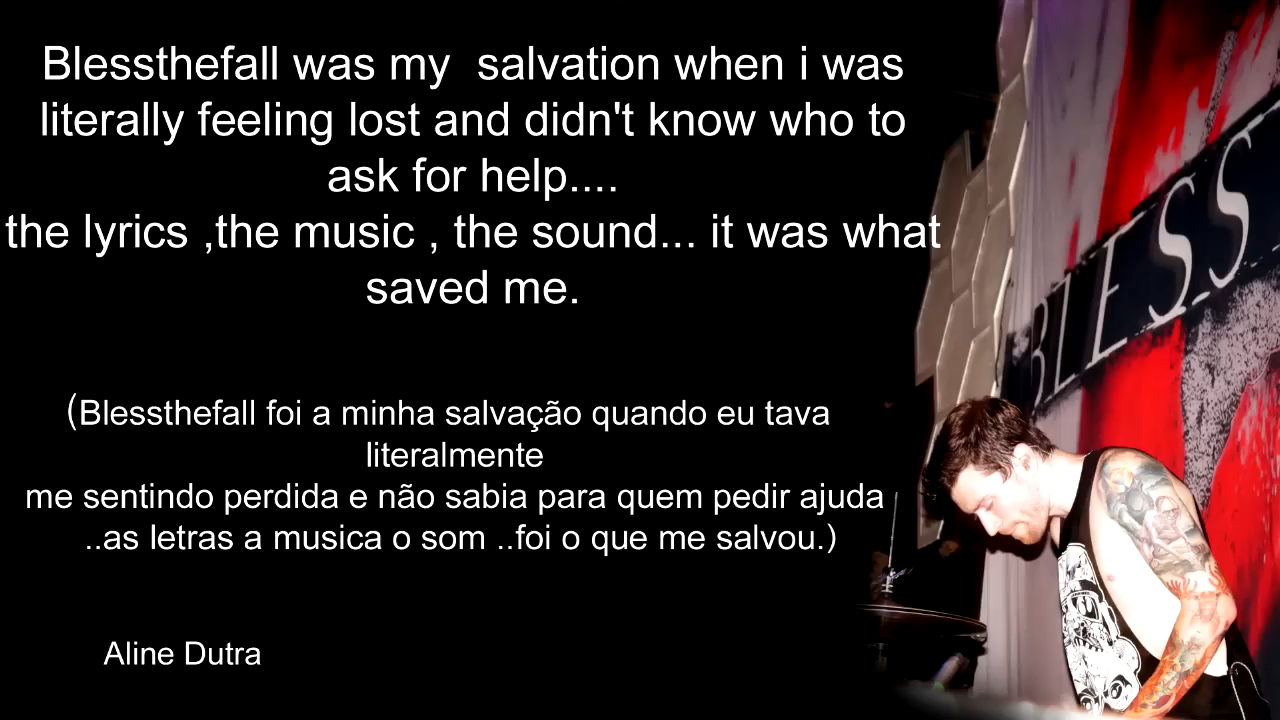 Blessthefall was my  salvation when i was
literally feeling lost and didn't know who to
ask for help....
the lyrics ,the music , the sound... it was what
saved me.
(Blessthefall foi a minha salvação quando eu tava
literalmente
me sentindo perdida e não sabia para quem pedir ajuda
..as letras a musica o som ..foi o que me salvou.)
Aline Dutra
BLESS